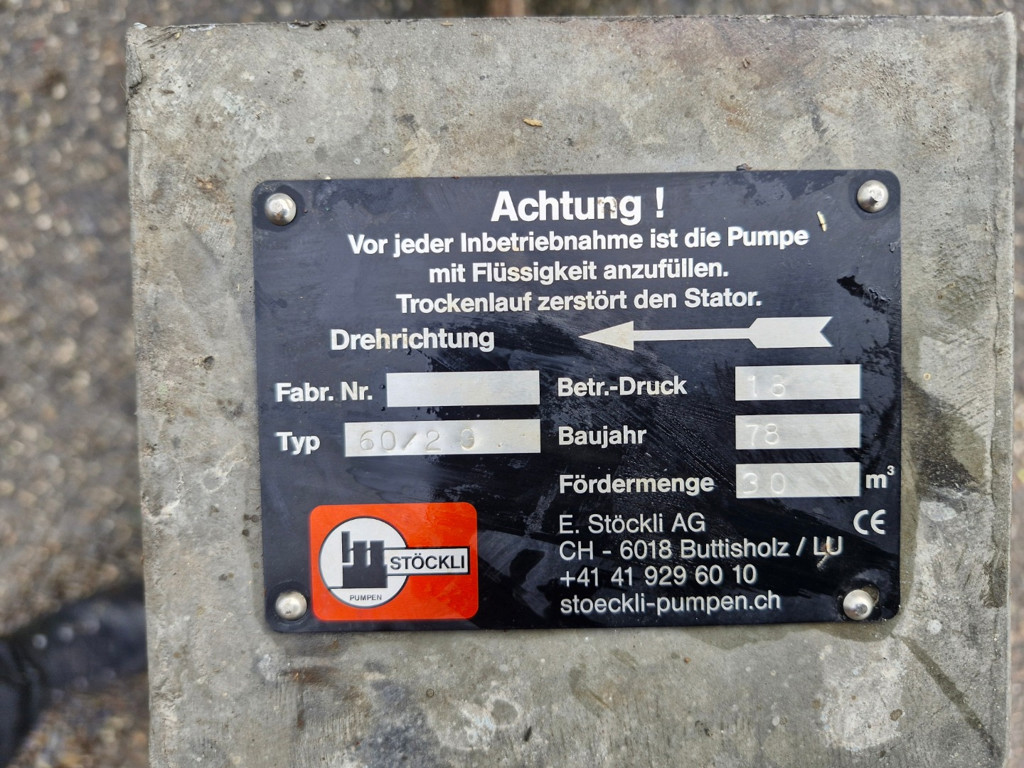 Achtung !
Vor jeder Inbetriebnahme ist die Pumpe
mit Flüssigkeit anzufüllen.
Trockenlauf zerstört den Stator.
Drehrichtung
Fabr. Nr.
Betr.-Druck
Typ
Baujahr 78
Fördermenge 30 m³
E. Stöckli AG
CH - 6018 Buttisholz / LU
+41 41 929 60 10
stoeckli-pumpen.ch
CE
STÖCKLI
PUMPEN